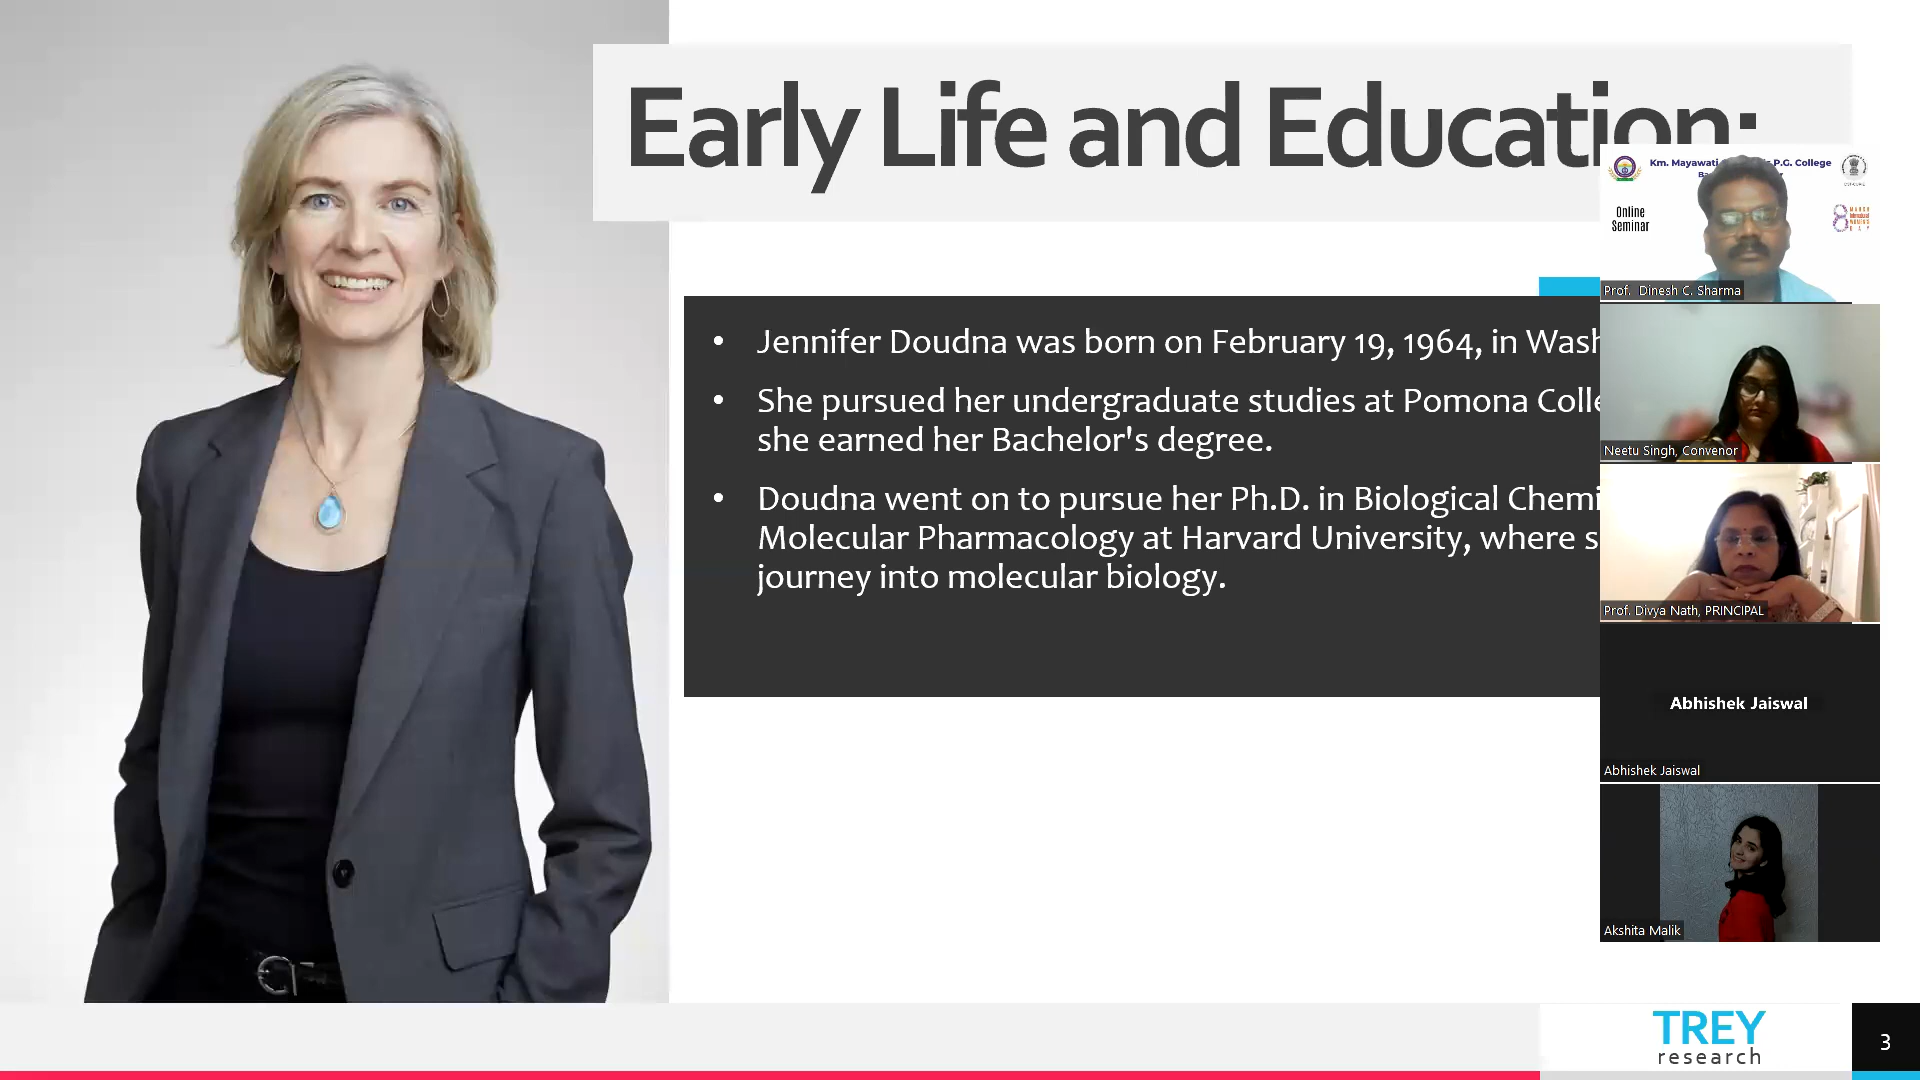 Early Life and Education:
• Jennifer Doudna was born on February 19, 1964, in
• She pursued her undergraduate studies at Pomona
she earned her Bachelor's degree.
• Doudna went on to pursue her Ph.D. in Biological
Molecular Pharmacology at Harvard University, where
journey into molecular biology.
Km. Mayawati P.G. College
Online
Seminar
8
Prof. Dinesh C. Sharma
Neetu Singh, Convenor
Prof. Divya Nath, PRINCIPAL
Abhishek Jaiswal
Abhishek Jaiswal
Akshita Malik
TREY
research
3